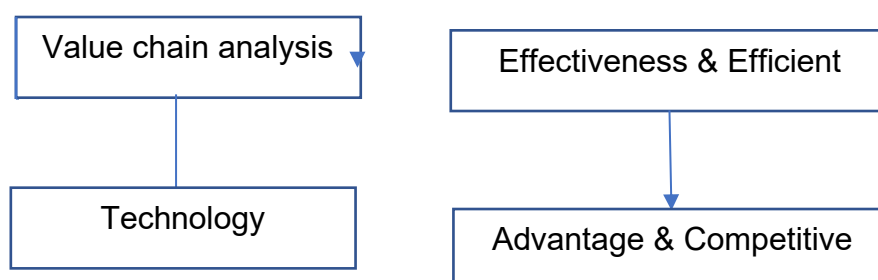 Value chain analysis
Effectiveness & Efficient
Technology
Advantage & Competitive